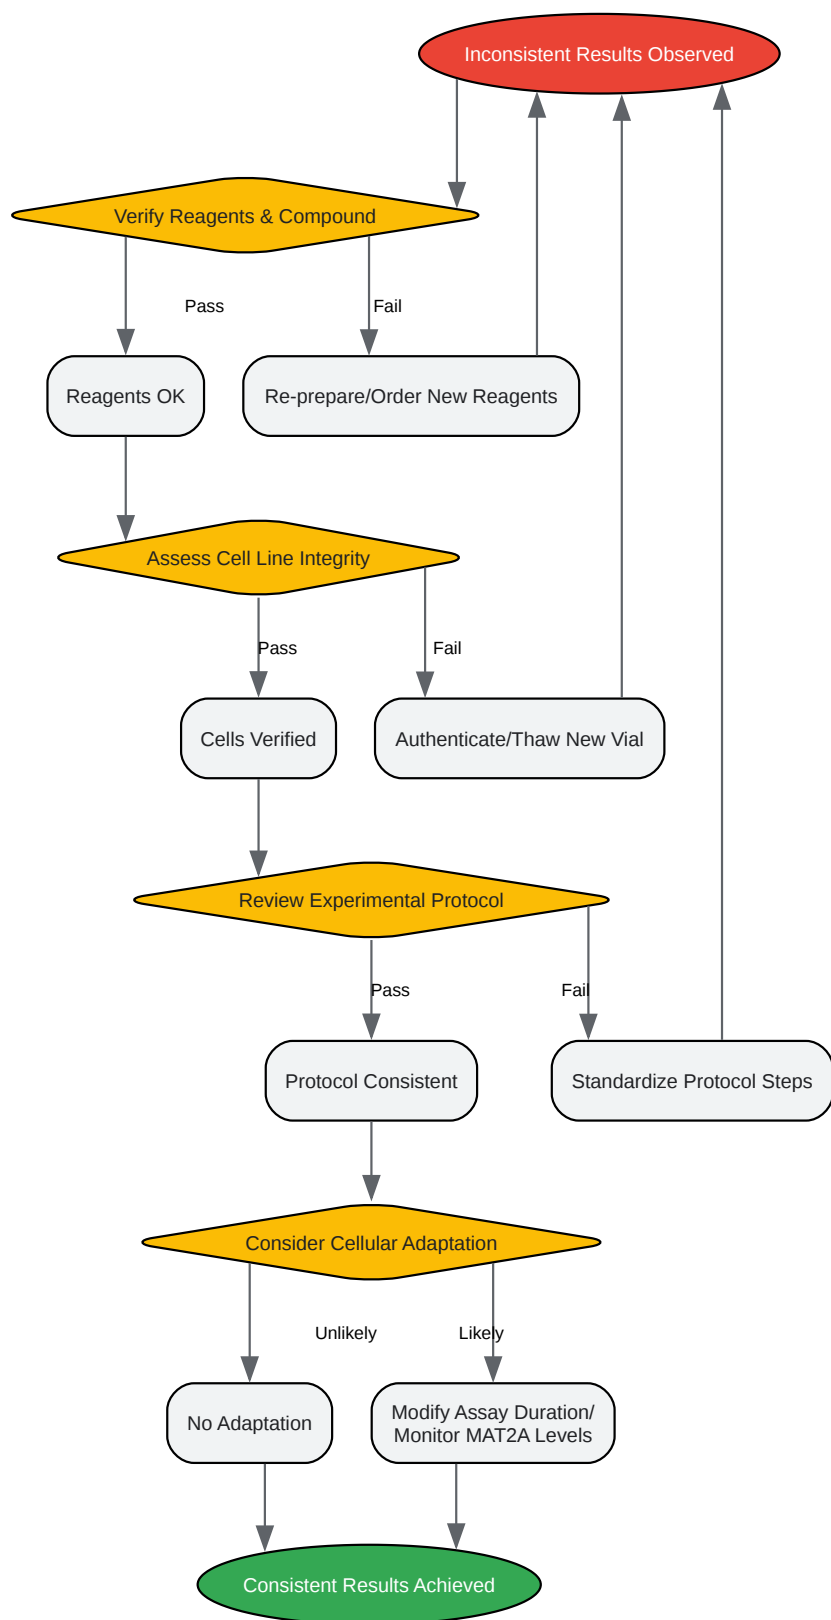 Inconsistent Results Observed
Verify Reagents & Compound
Pass
Fail
Reagents OK
Re-prepare/Order New Reagents
Assess Cell Line Integrity
Pass
Fail
Cells Verified
Authenticate/Thaw New Vial
Review Experimental Protocol
Pass
Fail
Protocol Consistent
Standardize Protocol Steps
Consider Cellular Adaptation
Unlikely
Likely
No Adaptation
Modify Assay Duration/
Monitor MAT2A Levels
Consistent Results Achieved